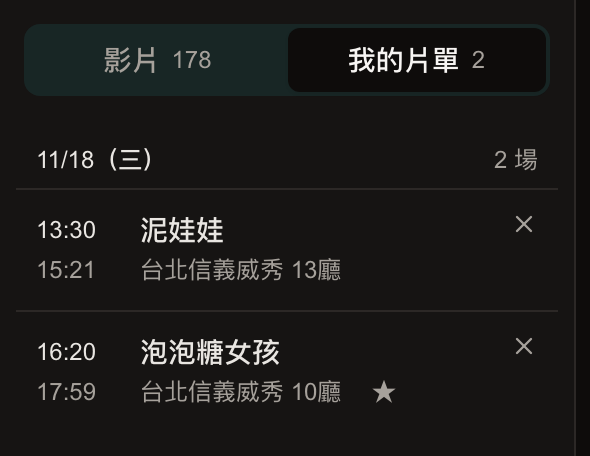 影片 178 我的片單 2
11/18（三） 2 場
13:30 泥娃娃 ×
15:21 台北信義威秀 13廳
16:20 泡泡糖女孩 ×
17:59 台北信義威秀 10廳 ★